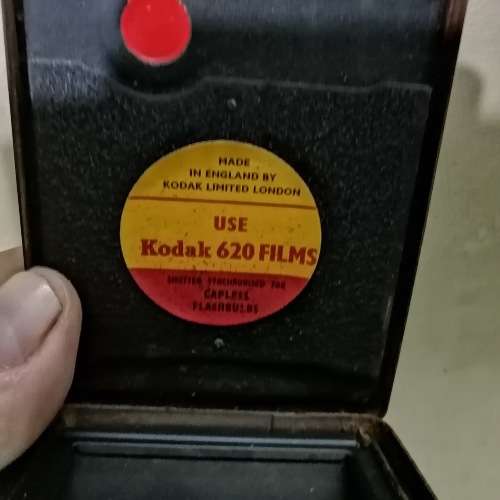 MADE
IN ENGLAND BY
KODAK LIMITED LONDON
USE
Kodak 620 FILMS
SHUTTER SYNCHRONISED FOR
CAPLESS
FLASHBULBS